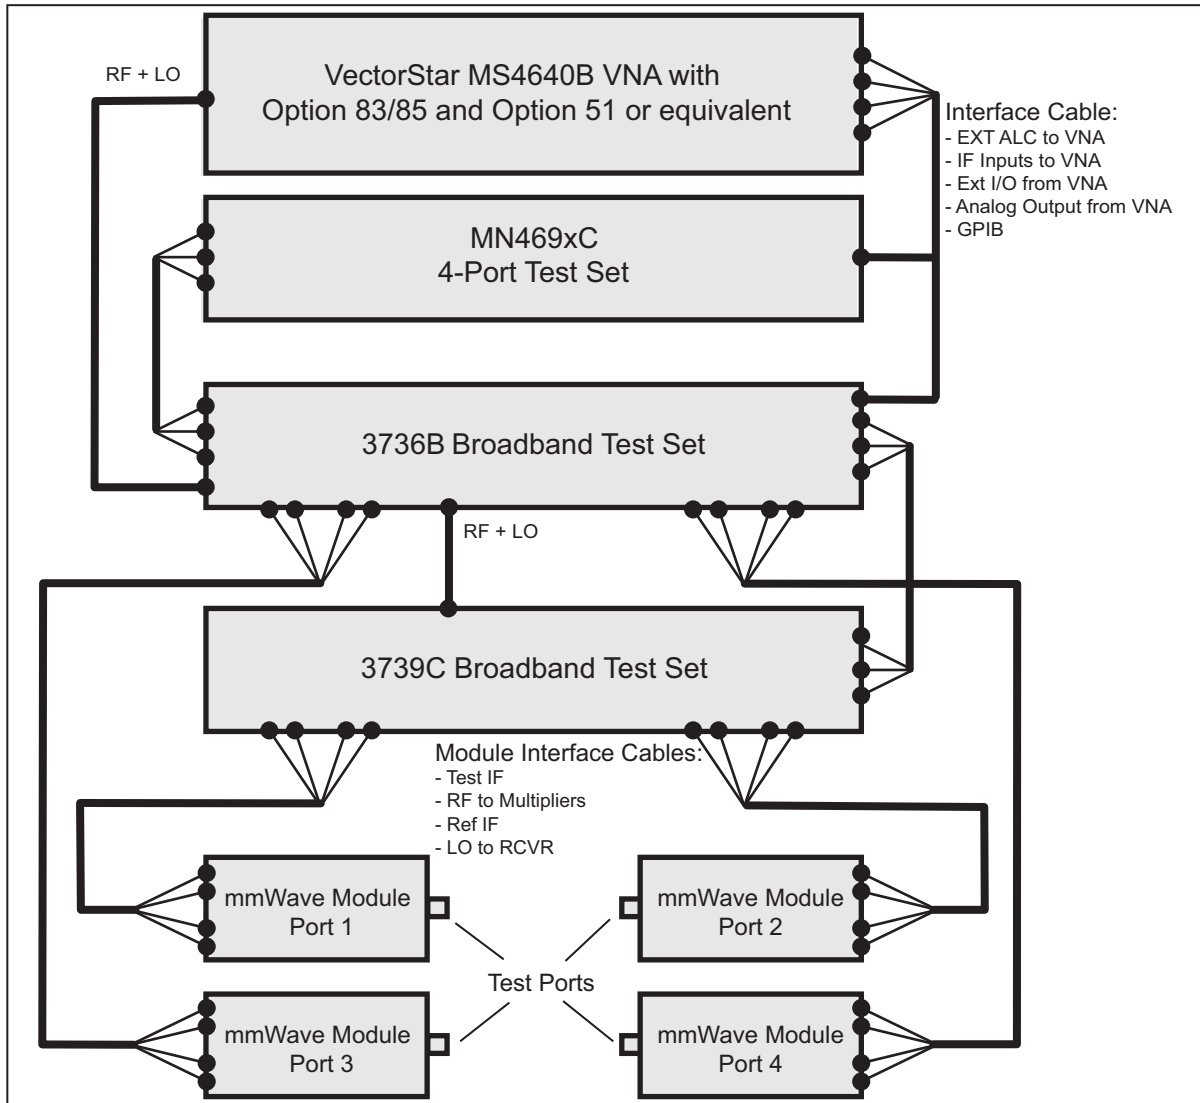 RF + LO
VectorStar MS4640B VNA with
Option 83/85 and Option 51 or equivalent
Interface Cable:
- EXT ALC to VNA
- IF Inputs to VNA
- Ext I/O from VNA
- Analog Output from VNA
- GPIB
MN469xC
4-Port Test Set
3736B Broadband Test Set
RF + LO
3739C Broadband Test Set
Module Interface Cables:
- Test IF
- RF to Multipliers
- Ref IF
- LO to RCVR
mmWave Module
Port 1
mmWave Module
Port 2
Test Ports
mmWave Module
Port 3
mmWave Module
Port 4